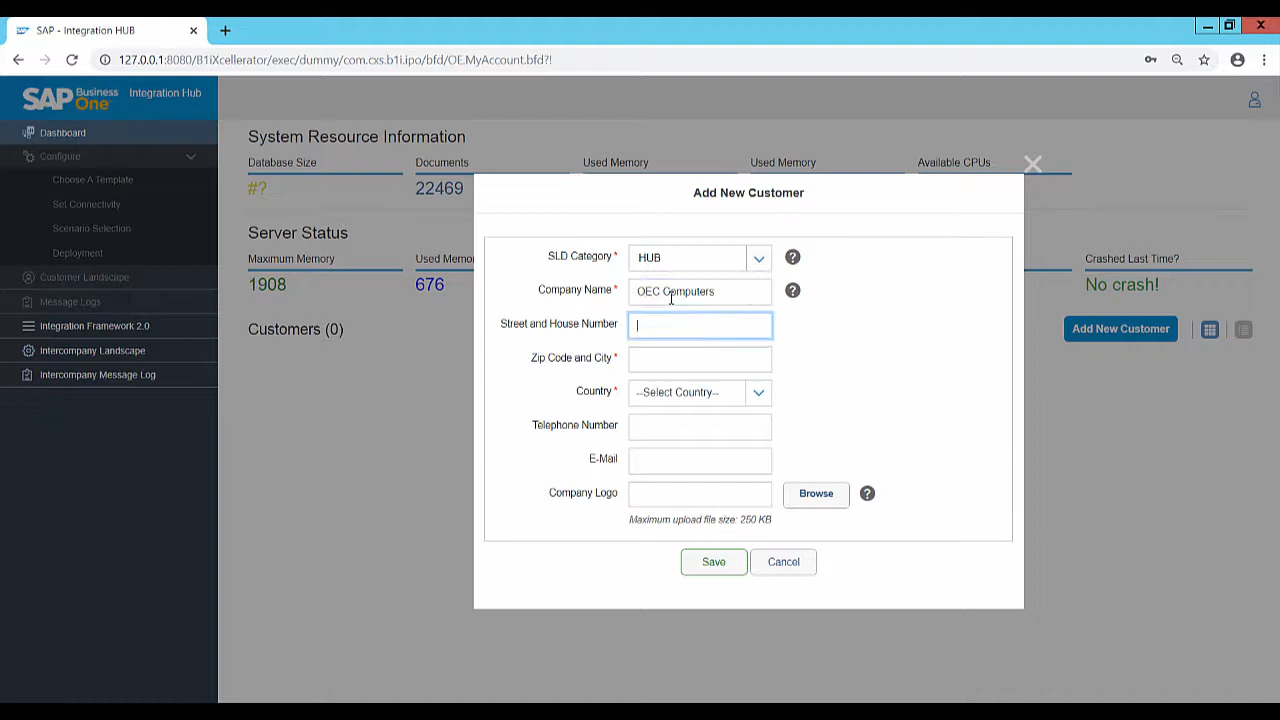 SAP - Integration HUB
127.0.0.1:8080/B1iXcellerator/exec/dummy/com.cxs.b1i.ipo/bfd/OE.MyAccount.bfd?!
SAP Business One Integration Hub
Dashboard
Configure
Choose A Template
Set Connectivity
Scenario Selection
Deployment
Customer Landscape
Message Logs
Integration Framework 2.0
Intercompany Landscape
Intercompany Message Log
System Resource Information
Database Size Documents Used Memory Used Memory Available CPUs
#? 22469
Server Status
Maximum Memory Used Memo Crashed Last Time?
1908 676 No crash!
Customers (0) Add New Customer
Add New Customer
SLD Category * HUB ?
Company Name * OEC Computers ?
Street and House Number
Zip Code and City *
Country * --Select Country--
Telephone Number
E-Mail
Company Logo Browse ?
Maximum upload file size: 250 KB
Save Cancel